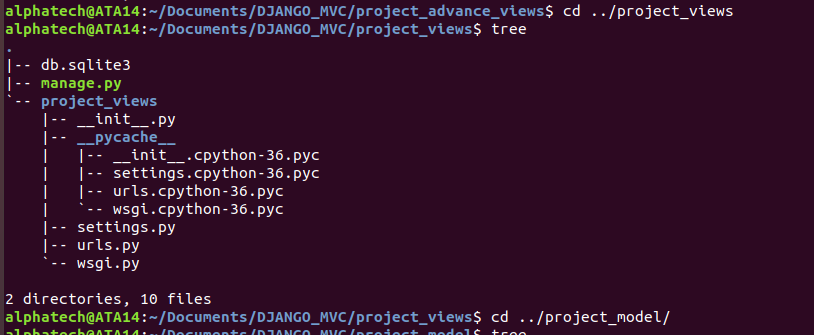 alphatech@ATA14:~/Documents/DJANGO_MVC/project_advance_views$ cd ../project_views
alphatech@ATA14:~/Documents/DJANGO_MVC/project_views$ tree
.
|-- db.sqlite3
|-- manage.py
`-- project_views
    |-- __init__.py
    |-- __pycache__
    |   |-- __init__.cpython-36.pyc
    |   |-- settings.cpython-36.pyc
    |   |-- urls.cpython-36.pyc
    |   `-- wsgi.cpython-36.pyc
    |-- settings.py
    |-- urls.py
    `-- wsgi.py
2 directories, 10 files
alphatech@ATA14:~/Documents/DJANGO_MVC/project_views$ cd ../project_model/
alphatech@ATA14:~/Documents/DJANGO_MVC/project_model$ tree